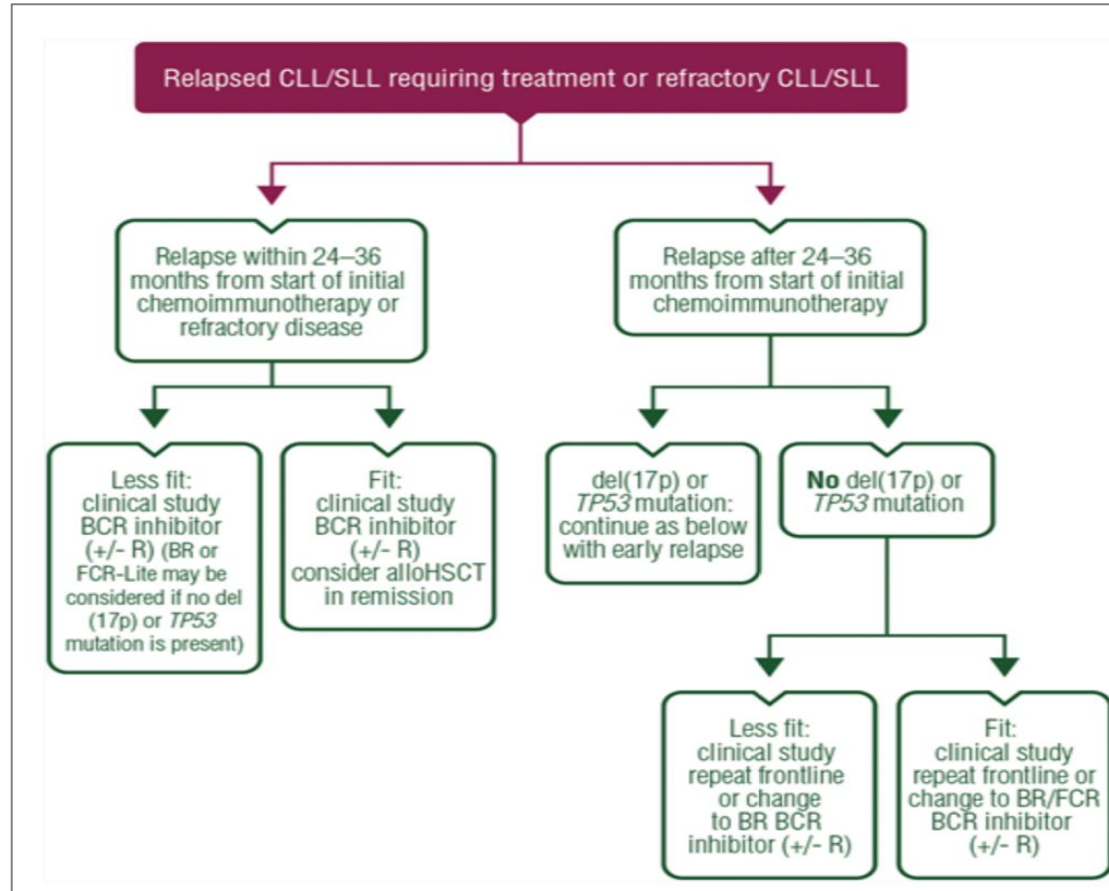 Relapsed CLL/SLL requiring treatment or refractory CLL/SLL
Relapse within 24–36
months from start of initial
chemoimmunotherapy or
refractory disease
Relapse after 24–36
months from start of initial
chemoimmunotherapy
Less fit:
clinical study
BCR inhibitor
(+/- R) (BR or
FCR-Lite may be
considered if no del
(17p) or TP53
mutation is present)
Fit:
clinical study
BCR inhibitor
(+/- R)
consider alloHSCT
in remission
del(17p) or
TP53 mutation:
continue as below
with early relapse
No del(17p) or
TP53 mutation
Less fit:
clinical study
repeat frontline
or change
to BR BCR
inhibitor (+/- R)
Fit:
clinical study
repeat frontline or
change to BR/FCR
BCR inhibitor
(+/- R)